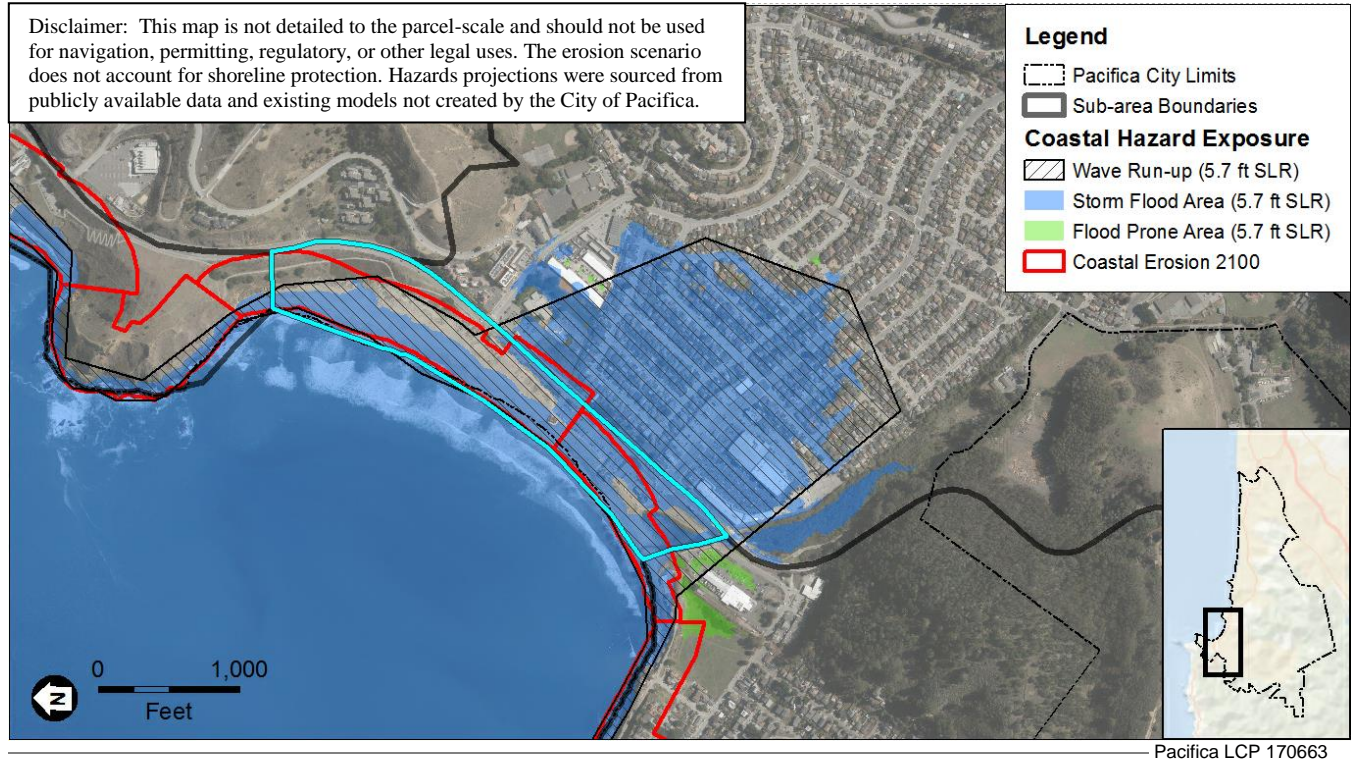 Disclaimer: This map is not detailed to the parcel-scale and should not be used
for navigation, permitting, regulatory, or other legal uses. The erosion scenario
does not account for shoreline protection. Hazards projections were sourced from
publicly available data and existing models not created by the City of Pacifica.
Legend
Pacifica City Limits
Sub-area Boundaries
Coastal Hazard Exposure
Wave Run-up (5.7 ft SLR)
Storm Flood Area (5.7 ft SLR)
Flood Prone Area (5.7 ft SLR)
Coastal Erosion 2100
N
0 1,000
Feet
Pacifica LCP 170663